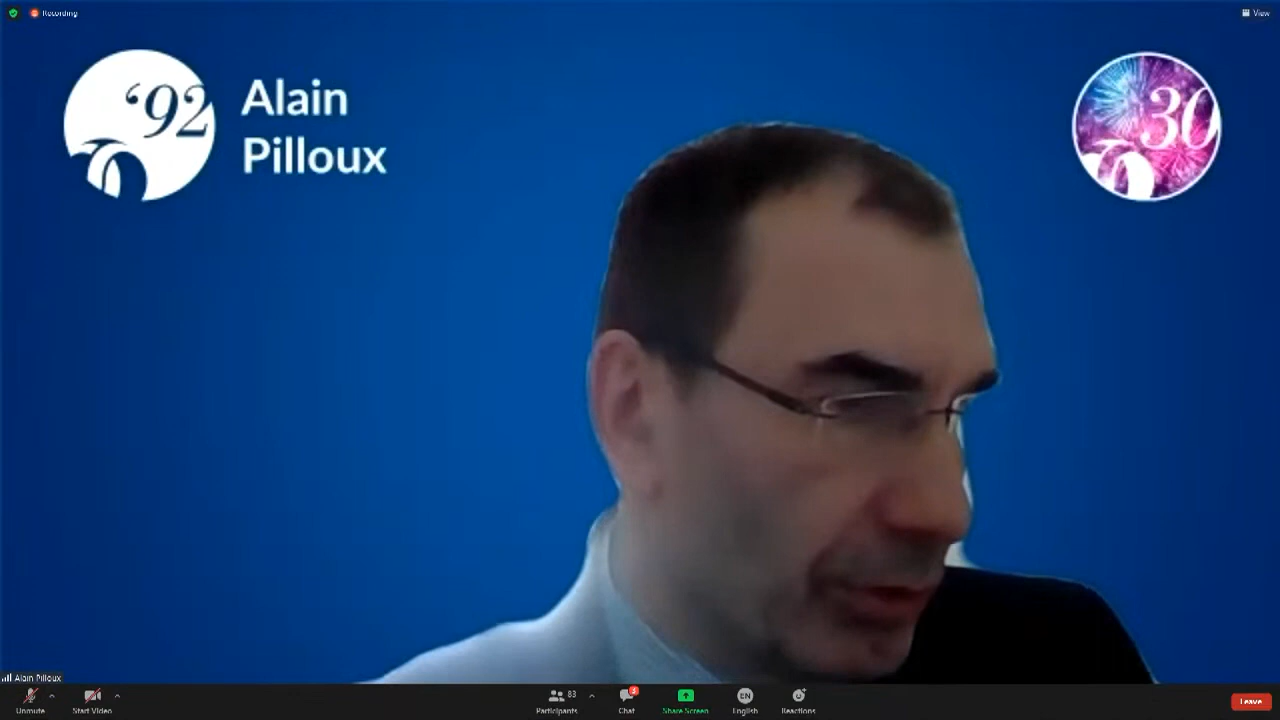 Recording
View
‘92
Alain
Pilloux
30
Alain Pilloux
Unmute
Start Video
Participants
83
Chat
3
Share Screen
EN
English
Reactions
Leave